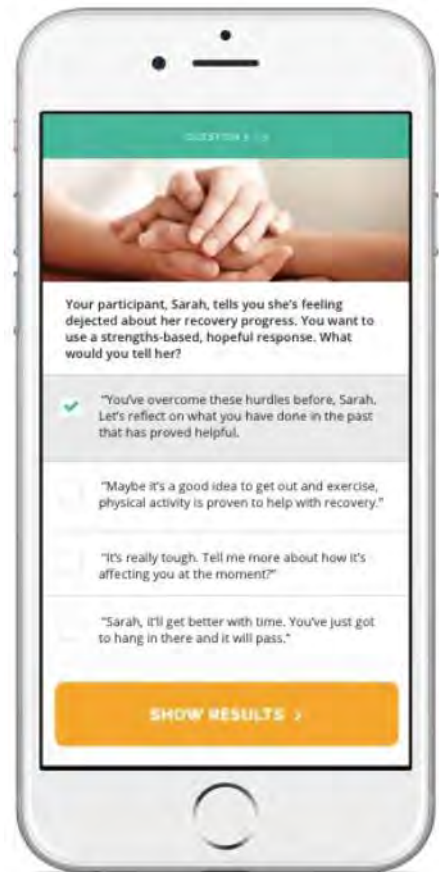 QUESTION
Your participant, Sarah, tells you she's feeling
dejected about her recovery progress. You want to
use a strengths-based, hopeful response. What
would you tell her?
"You've overcome these hurdles before, Sarah.
Let's reflect on what you have done in the past
that has proved helpful.
"Maybe it's a good idea to get out and exercise,
physical activity is proven to help with recovery."
"It's really tough. Tell me more about how it's
affecting you at the moment?"
"Sarah, it'll get better with time. You've just got
to hang in there and it will pass."
SHOW RESULTS >